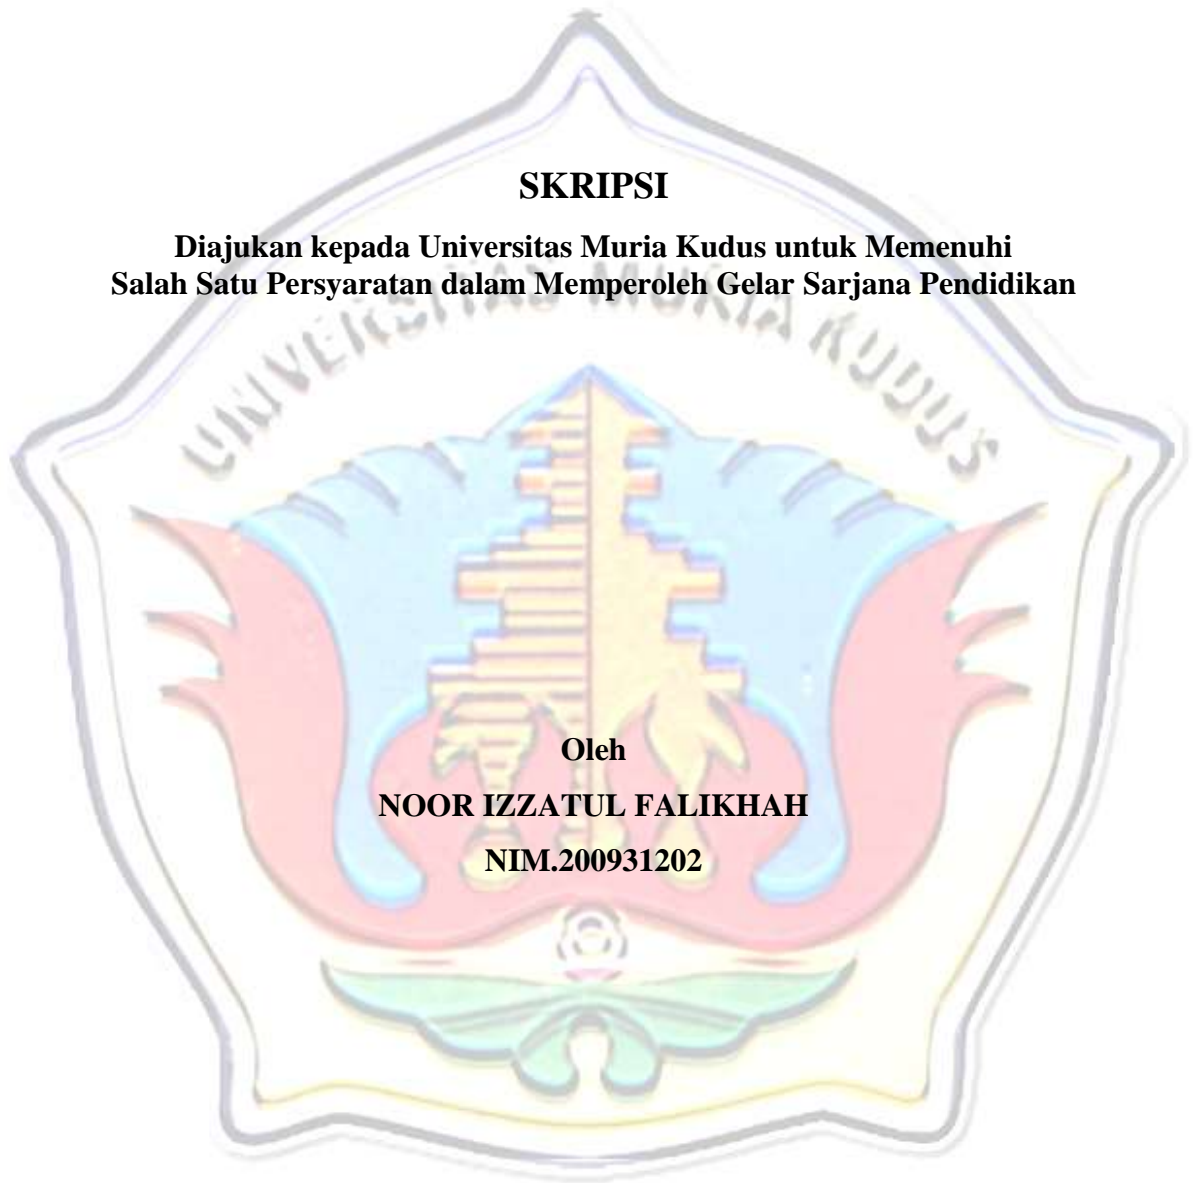 SKRIPSI
Diajukan kepada Universitas Muria Kudus untuk Memenuhi
Salah Satu Persyaratan dalam Memperoleh Gelar Sarjana Pendidikan
UNIVERSITAS MURIA KUDUS
Oleh
NOOR IZZATUL FALIKHAH
NIM.200931202